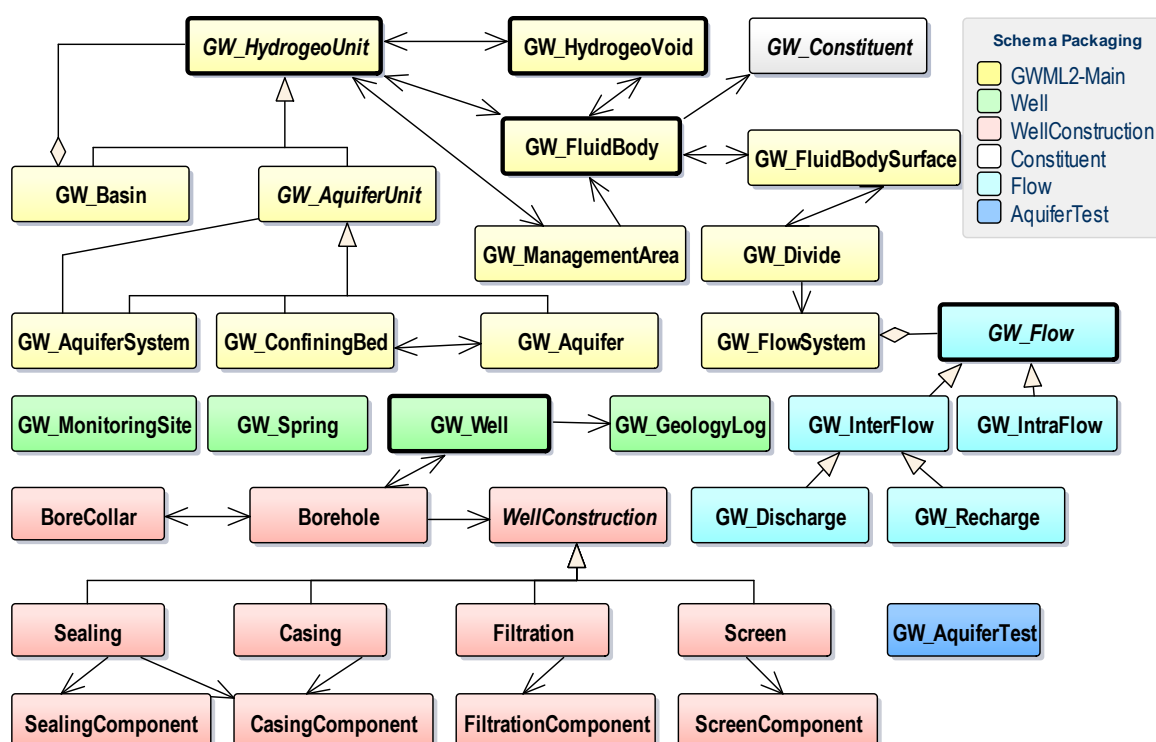 GW_HydrogeoUnit
GW_HydrogeoVoid
GW_Constituent
Schema Packaging
GWML2-Main
Well
WellConstruction
Constituent
Flow
AquiferTest
GW_FluidBody
GW_FluidBodySurface
GW_Basin
GW_AquiferUnit
GW_ManagementArea
GW_Divide
GW_AquiferSystem
GW_ConfiningBed
GW_Aquifer
GW_FlowSystem
GW_Flow
GW_MonitoringSite
GW_Spring
GW_Well
GW_GeologyLog
GW_InterFlow
GW_IntraFlow
BoreCollar
Borehole
WellConstruction
GW_Discharge
GW_Recharge
Sealing
Casing
Filtration
Screen
GW_AquiferTest
SealingComponent
CasingComponent
FiltrationComponent
ScreenComponent